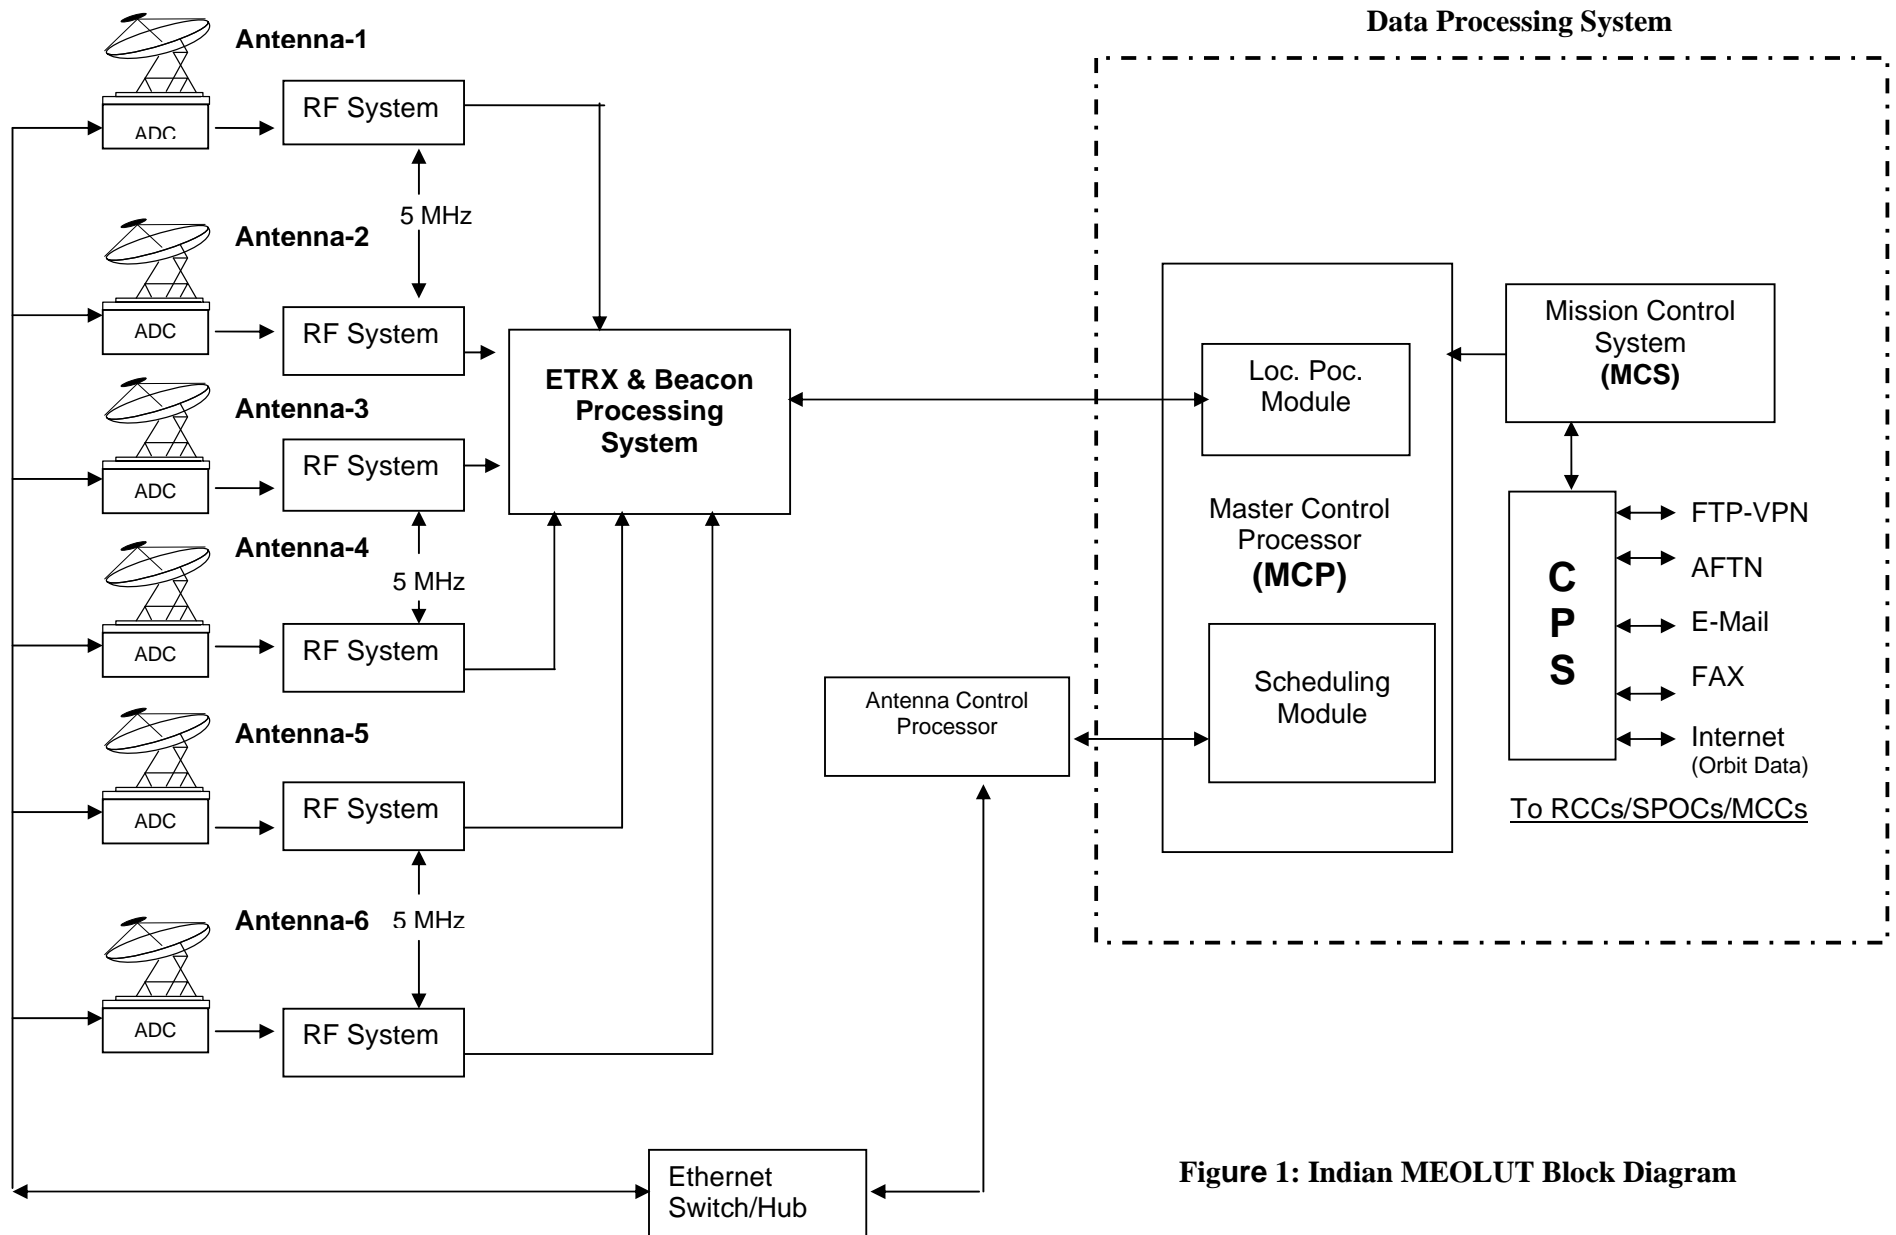 Data Processing System
Antenna-1
RF System
ADC
5 MHz
Antenna-2
RF System
ADC
Antenna-3
RF System
ADC
Antenna-4
5 MHz
RF System
ADC
Antenna-5
RF System
ADC
Antenna-6
5 MHz
RF System
ADC
ETRX & Beacon
Processing
System
Loc. Poc.
Module
Master Control
Processor
(MCP)
Scheduling
Module
Mission Control
System
(MCS)
C
P
S
FTP-VPN
AFTN
E-Mail
FAX
Internet
(Orbit Data)
To RCCs/SPOCs/MCCs
Antenna Control
Processor
Ethernet
Switch/Hub
Figure 1: Indian MEOLUT Block Diagram